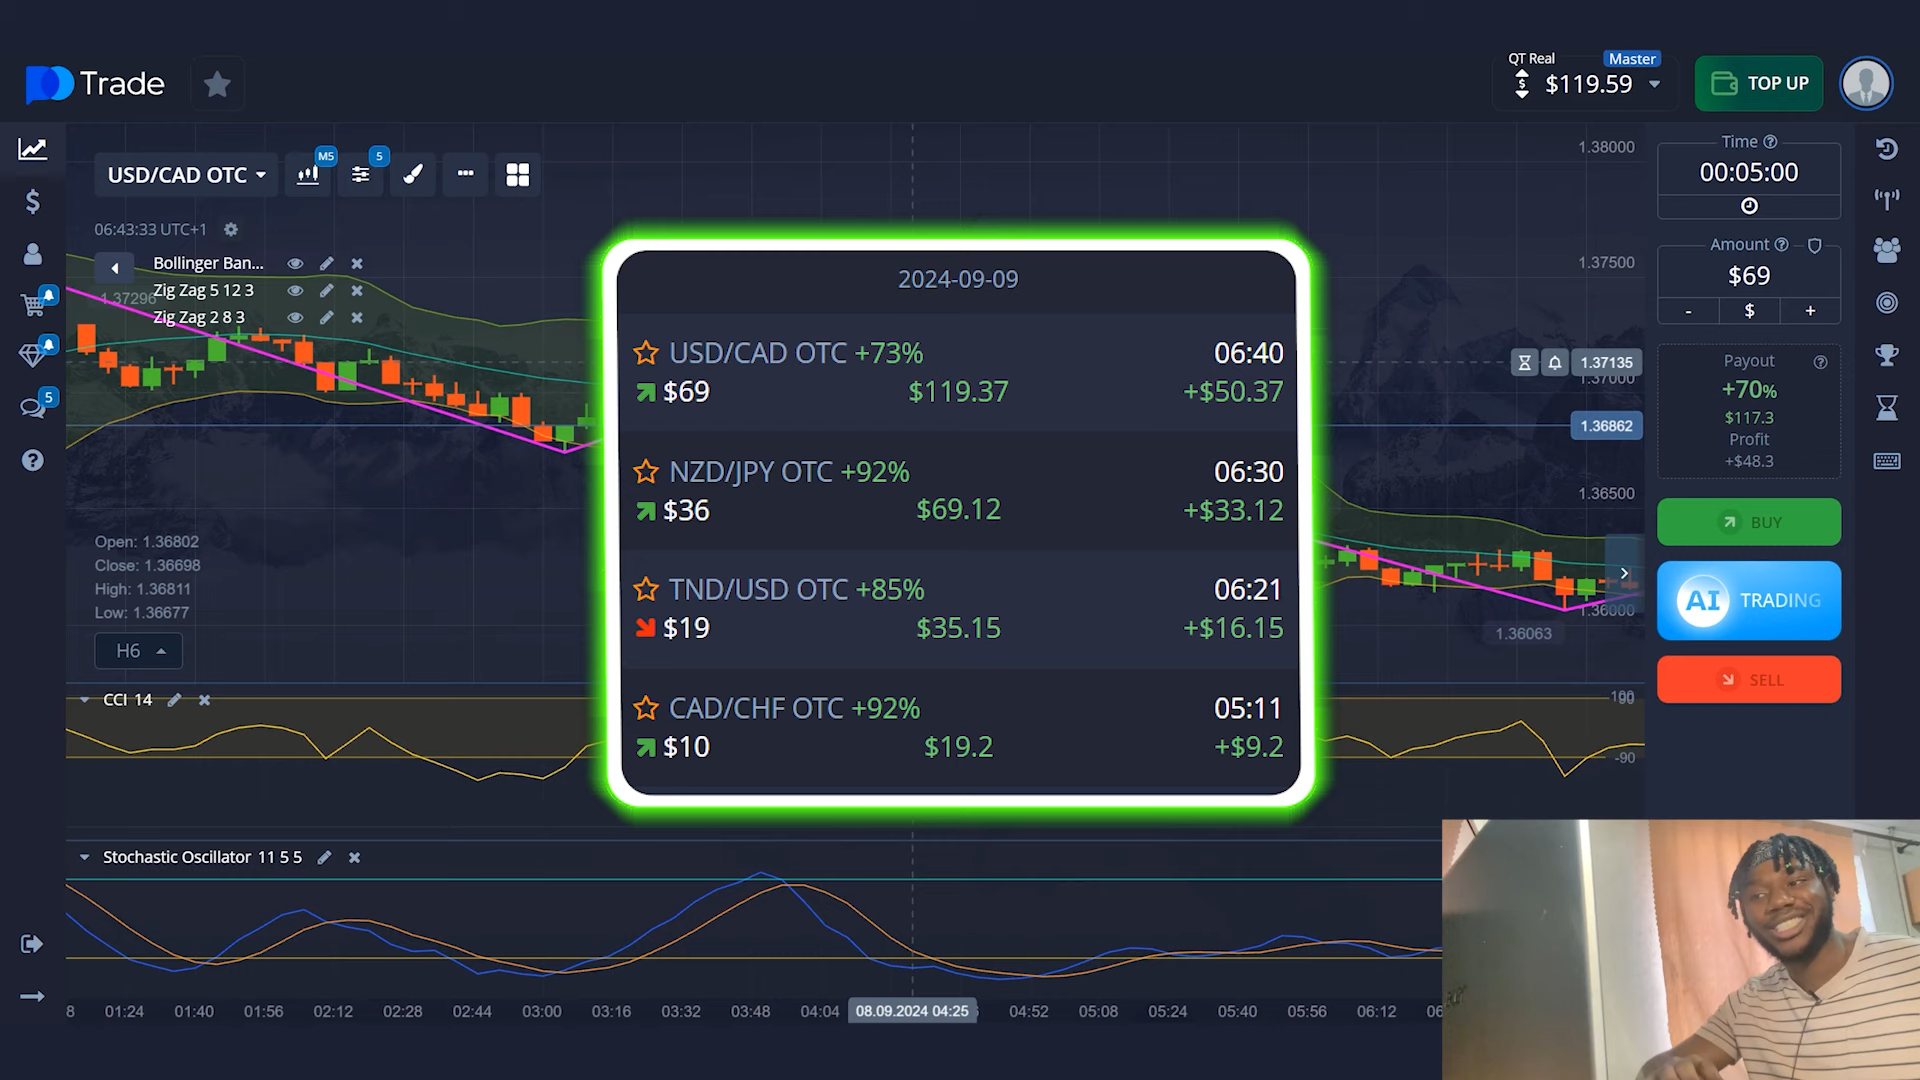 Trade
QT Real
Master
$119.59
TOP UP
USD/CAD OTC
M5
5
06:43:33 UTC+1
Bollinger Ban...
Zig Zag 5 12 3
1.37296
Zig Zag 2 8 3
Open: 1.36802
Close: 1.36698
High: 1.36811
Low: 1.36677
H6
5
2024-09-09
USD/CAD OTC +73% 06:40
$69 $119.37 +$50.37
NZD/JPY OTC +92% 06:30
$36 $69.12 +$33.12
TND/USD OTC +85% 06:21
$19 $35.15 +$16.15
CAD/CHF OTC +92% 05:11
$10 $19.2 +$9.2
1.38000
1.37500
1.37135
1.37000
1.36862
1.36500
1.36000
1.36063
Time
00:05:00
Amount
$69
- $ +
Payout
+70%
$117.3
Profit
+$48.3
BUY
AI TRADING
SELL
CCI 14
100
-90
Stochastic Oscillator 11 5 5
8 01:24 01:40 01:56 02:12 02:28 02:44 03:00 03:16 03:32 03:48 04:04 08.09.2024 04:25 04:52 05:08 05:24 05:40 05:56 06:12